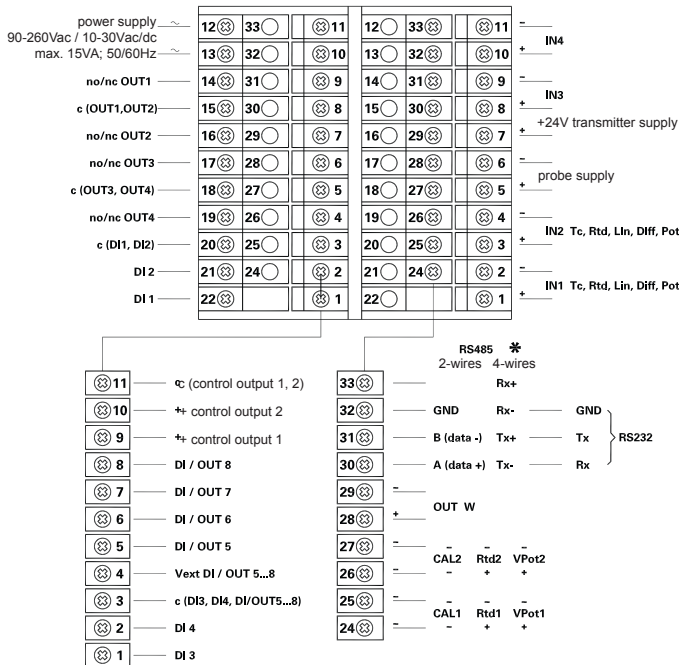 power supply ~ 12 33 11 12 33 11 -
90-260Vac / 10-30Vac/dc IN4
max. 15VA; 50/60Hz ~ 13 32 10 13 32 10 +
no/nc OUT1 14 31 9 14 31 9 -
IN3
c (OUT1,OUT2) 15 30 8 15 30 8 +
no/nc OUT2 16 29 7 16 29 7 + +24V transmitter supply
no/nc OUT3 17 28 6 17 28 6 -
probe supply
c (OUT3, OUT4) 18 27 5 18 27 5 +
no/nc OUT4 19 26 4 19 26 4 -
IN2 Tc, Rtd, Lin, Diff, Pot
c (DI1, DI2) 20 25 3 20 25 3 +
DI 2 21 24 2 21 24 2 -
IN1 Tc, Rtd, Lin, Diff, Pot
DI 1 22 1 22 1 +
RS485 *
2-wires 4-wires
11 c (control output 1, 2) 33 Rx+
10 + control output 2 32 GND Rx- GND
9 + control output 1 31 B (data -) Tx+ Tx RS232
8 DI / OUT 8 30 A (data +) Tx- Rx
7 DI / OUT 7 29 -
OUT W
6 DI / OUT 6 28 +
5 DI / OUT 5 27 - - - -
CAL2 Rtd2 VPot2
4 Vext DI / OUT 5...8 26 - - + +
3 c (DI3, DI4, DI/OUT5...8) 25 - - - -
CAL1 Rtd1 VPot1
2 DI 4 24 - - + +
1 DI 3